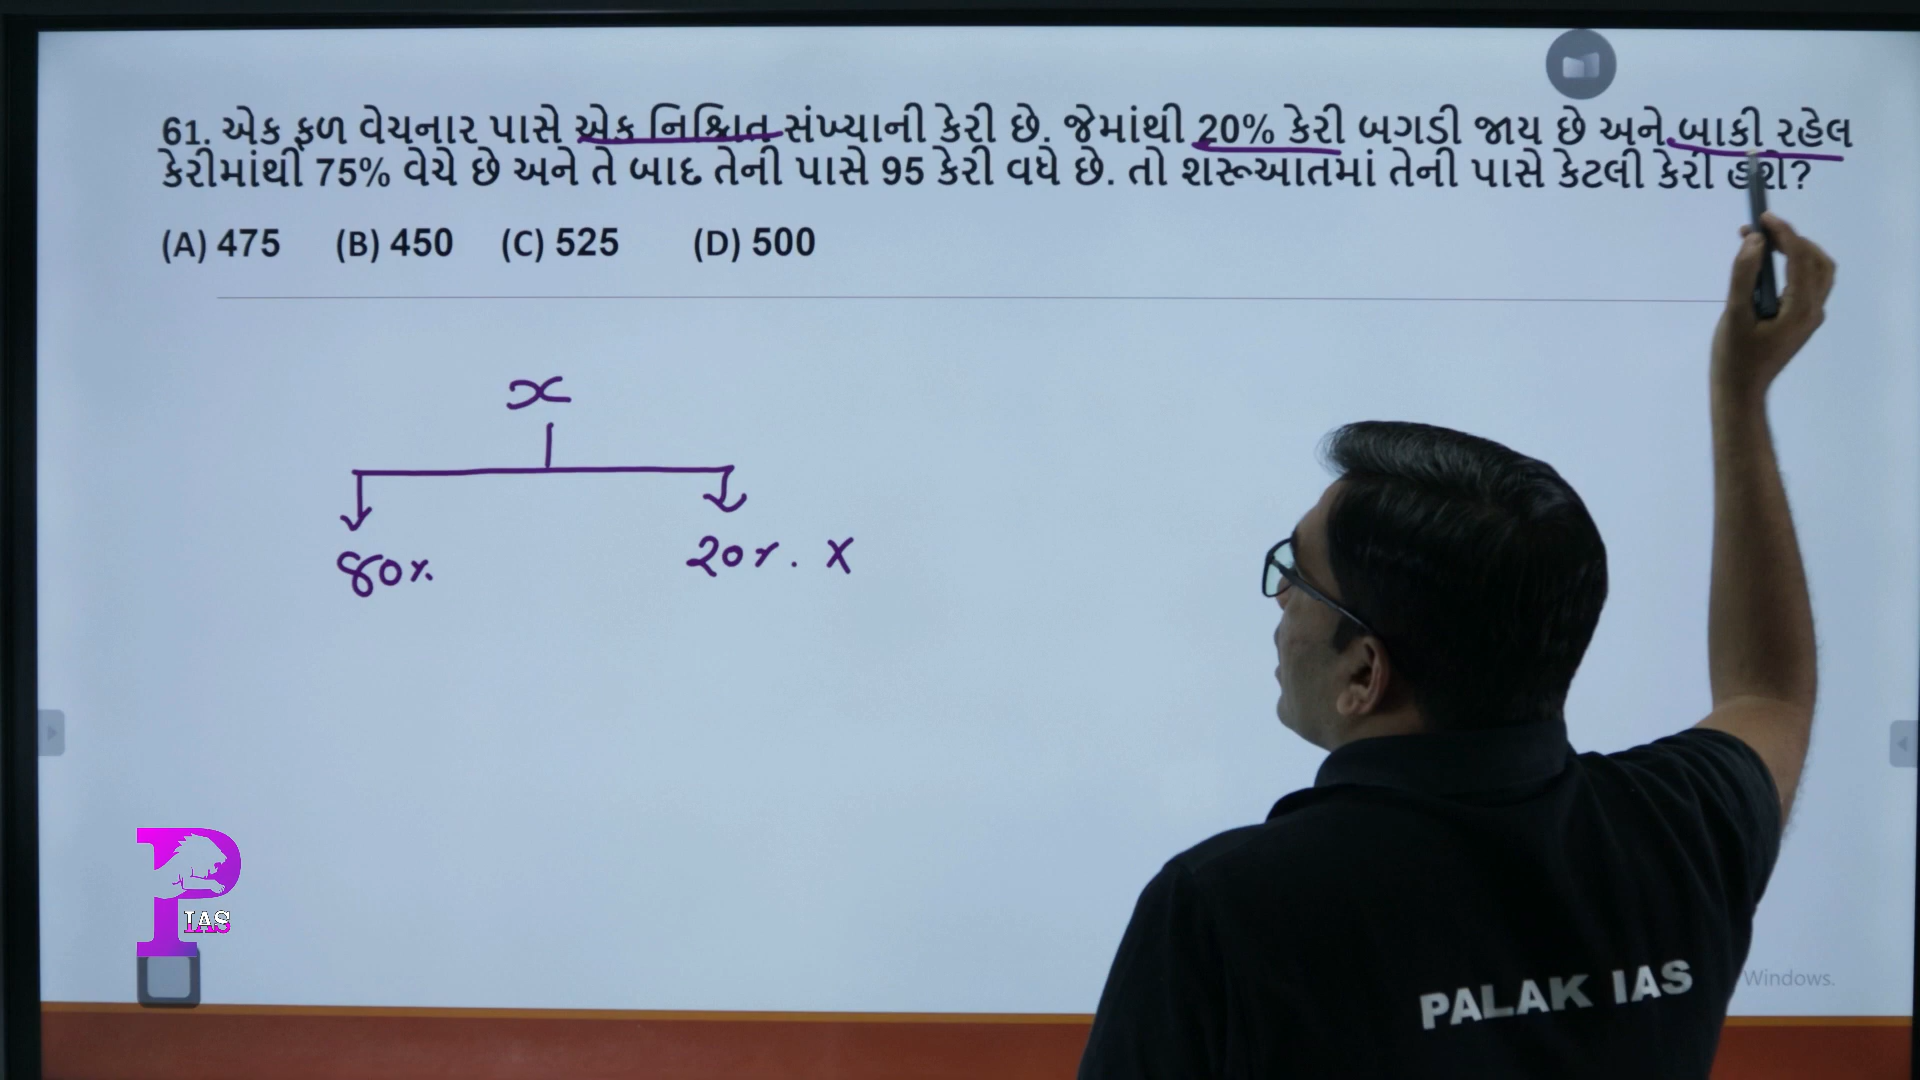 61. એક ફળ વેચનાર પાસે એક નિશ્ચિત સંખ્યાની કેરી છે. જેમાંથી 20% કેરી બગડી જાય છે અને બાકી રહેલ
કેરીમાંથી 75% વેચે છે અને તે બાદ તેની પાસે 95 કેરી વધે છે. તો શરૂઆતમાં તેની પાસે કેટલી કેરી હશે?
(A) 475 (B) 450 (C) 525 (D) 500
x
80% 20%. X
P IAS
PALAK IAS
Windows.